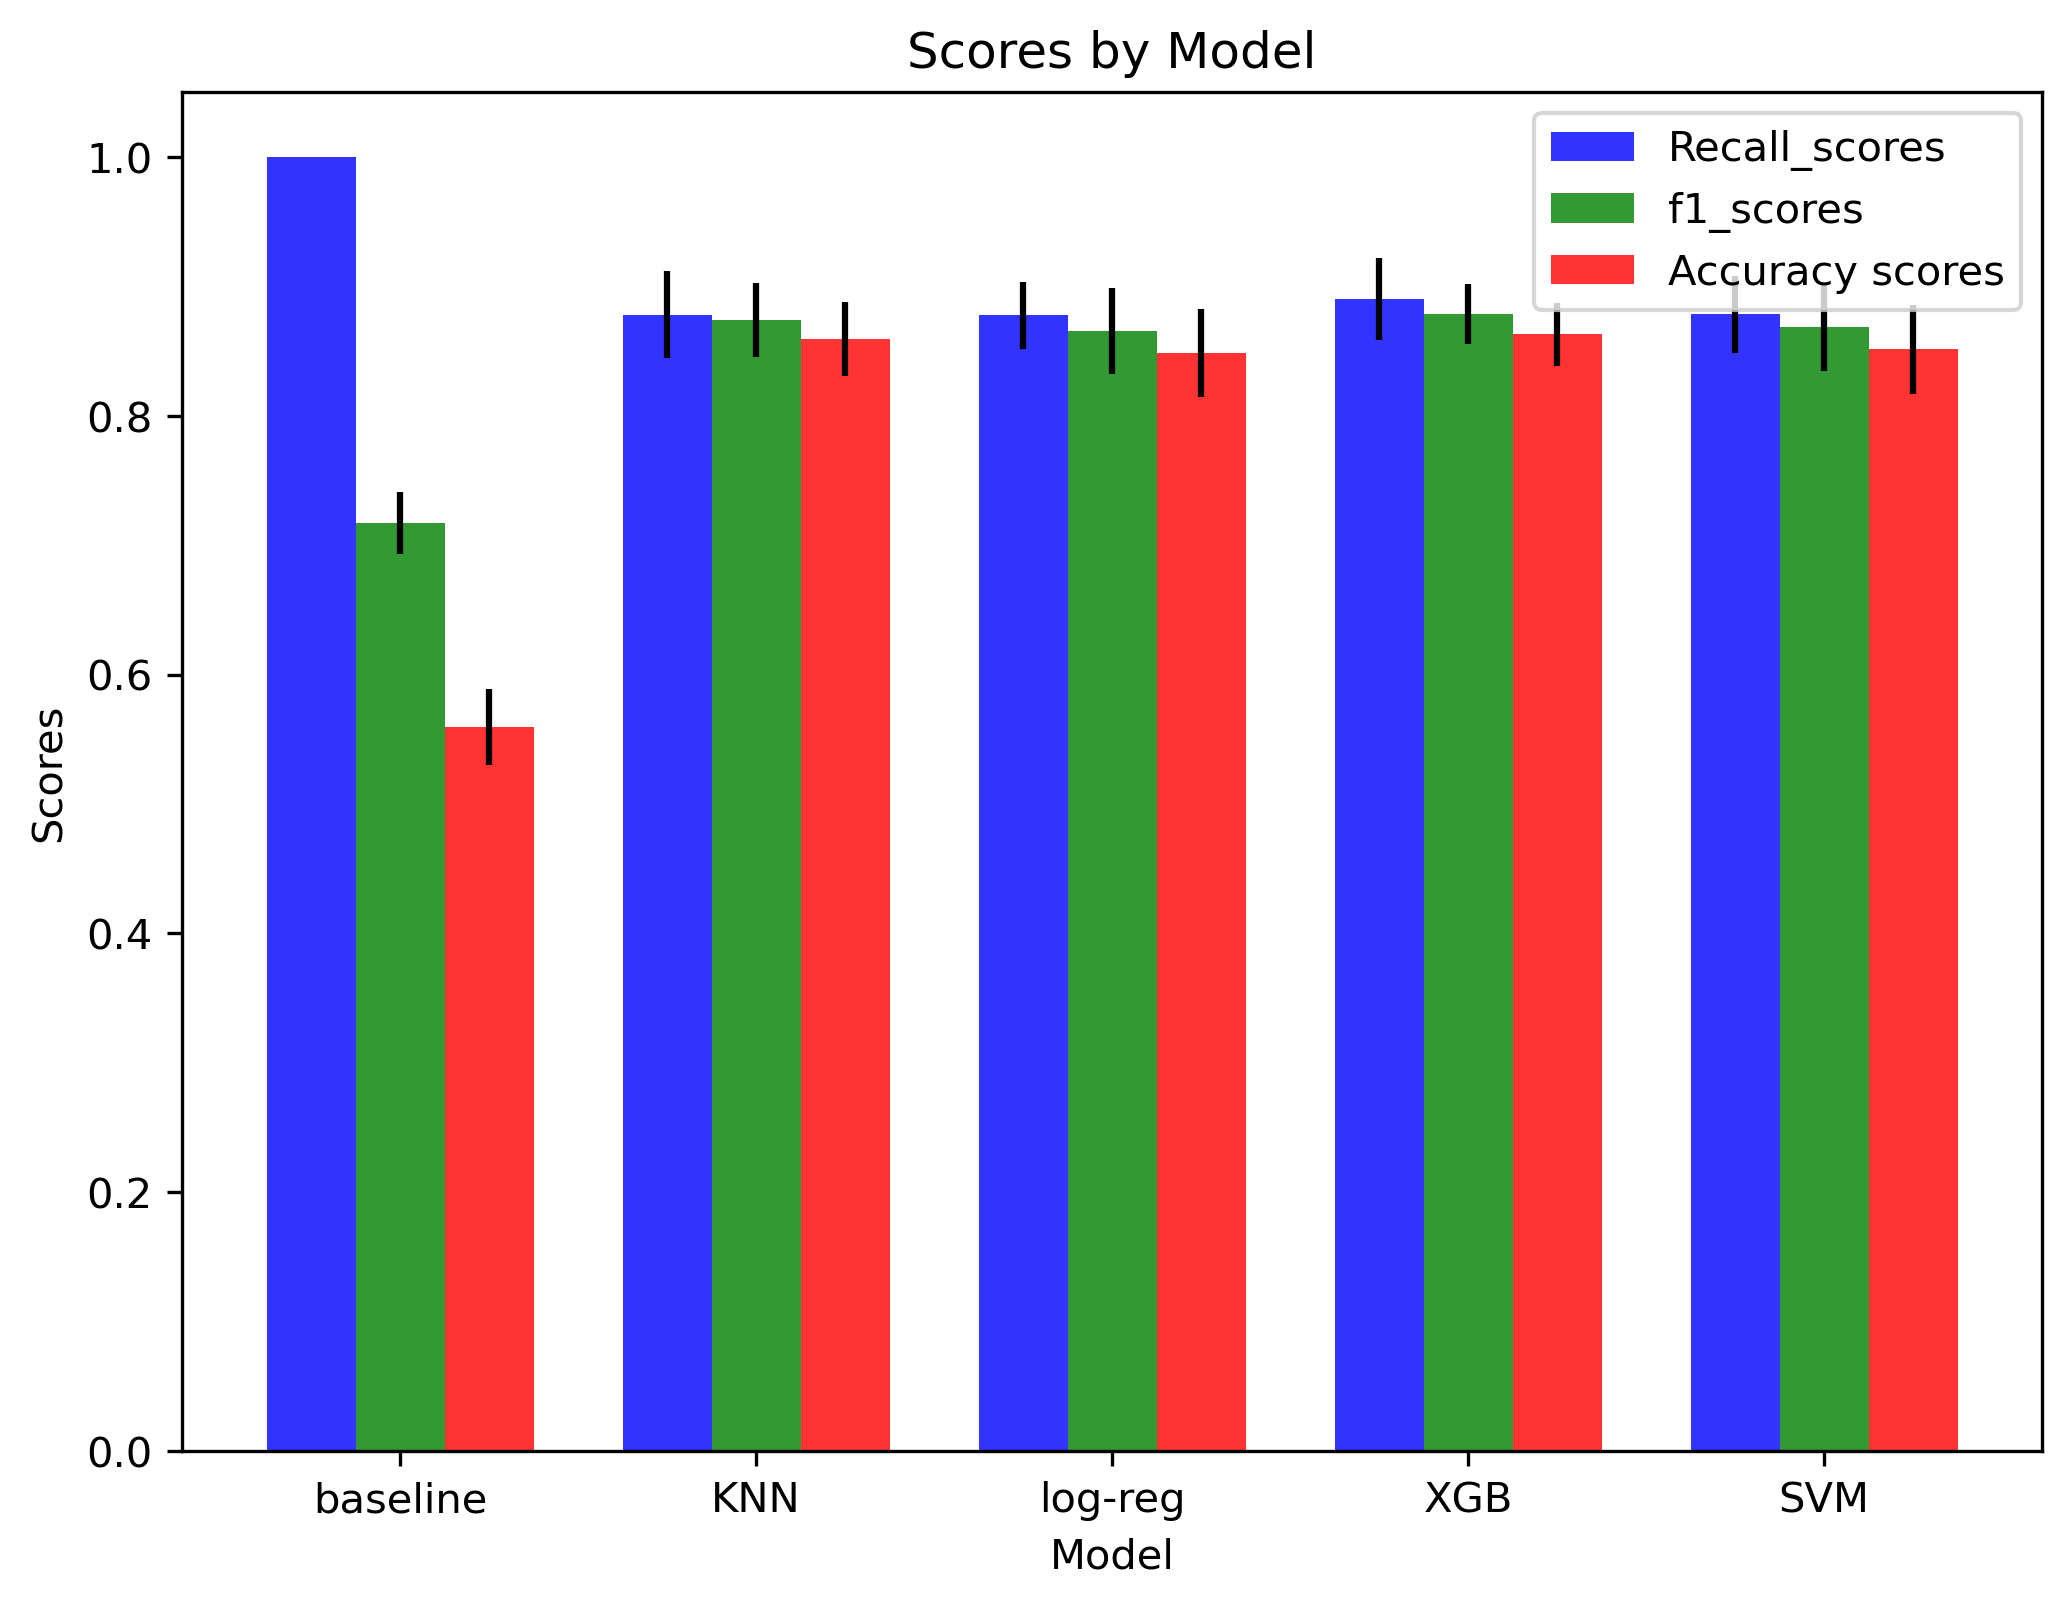 Scores by Model
Recall_scores
f1_scores
Accuracy scores
1.0
0.8
0.6
0.4
0.2
0.0
Scores
baseline
KNN
log-reg
XGB
SVM
Model